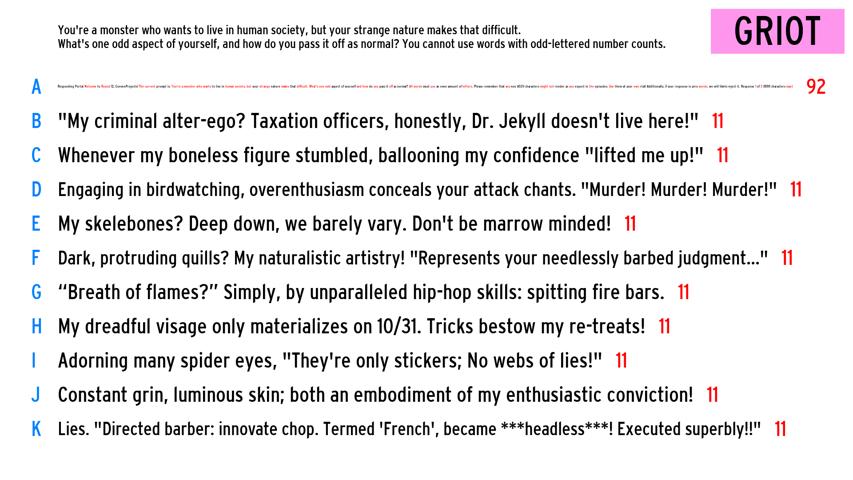 You're a monster who wants to live in human society, but your strange nature makes that difficult.
What's one odd aspect of yourself, and how do you pass it off as normal? You cannot use words with odd-lettered number counts.
GRIOT
A 92
B "My criminal alter-ego? Taxation officers, honestly, Dr. Jekyll doesn't live here!" 11
C Whenever my boneless figure stumbled, ballooning my confidence "lifted me up!" 11
D Engaging in birdwatching, overenthusiasm conceals your attack chants. "Murder! Murder! Murder!" 11
E My skelebones? Deep down, we barely vary. Don't be marrow minded! 11
F Dark, protruding quills? My naturalistic artistry! "Represents your needlessly barbed judgment..." 11
G “Breath of flames?” Simply, by unparalleled hip-hop skills: spitting fire bars. 11
H My dreadful visage only materializes on 10/31. Tricks bestow my re-treats! 11
I Adorning many spider eyes, "They're only stickers; No webs of lies!" 11
J Constant grin, luminous skin; both an embodiment of my enthusiastic conviction! 11
K Lies. "Directed barber: innovate chop. Termed 'French', became ***headless***! Executed superbly!!" 11